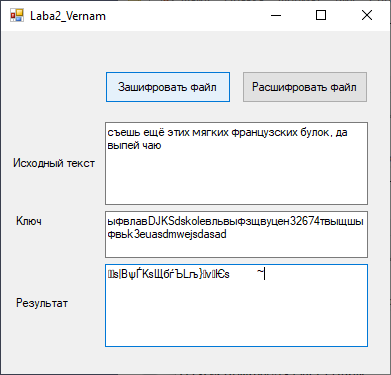 Laba2_Vernam
Зашифровать файл
Расшифровать файл
Исходный текст
съешь ещё этих мягких французских булок, да
выпей чаю
Ключ
ыфвлавDJKSdskolевльвыфзщвуцен32674твыщшы
фвьк3euasdmwejsdasad
Результат